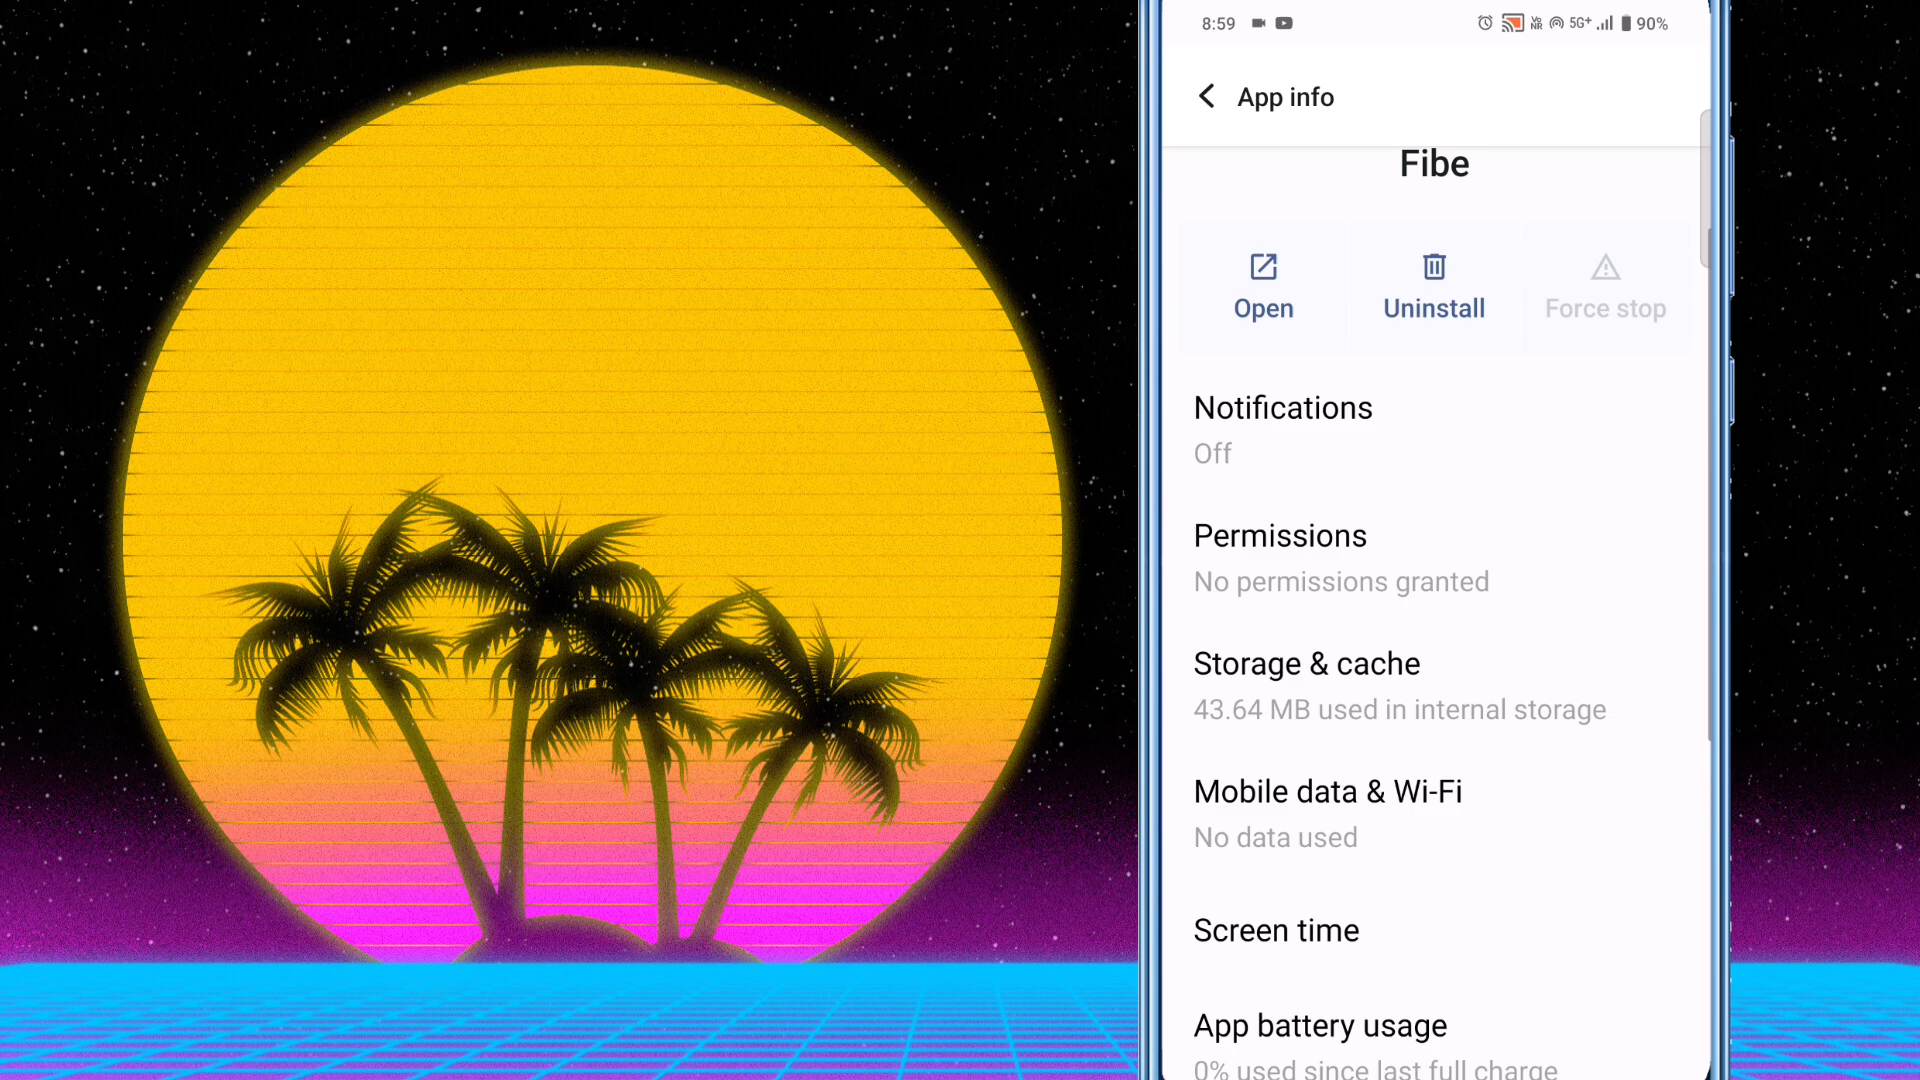 8:59 5G+ 90%
App info
Fibe
Open Uninstall Force stop
Notifications
Off
Permissions
No permissions granted
Storage & cache
43.64 MB used in internal storage
Mobile data & Wi-Fi
No data used
Screen time
App battery usage
0% used since last full charge